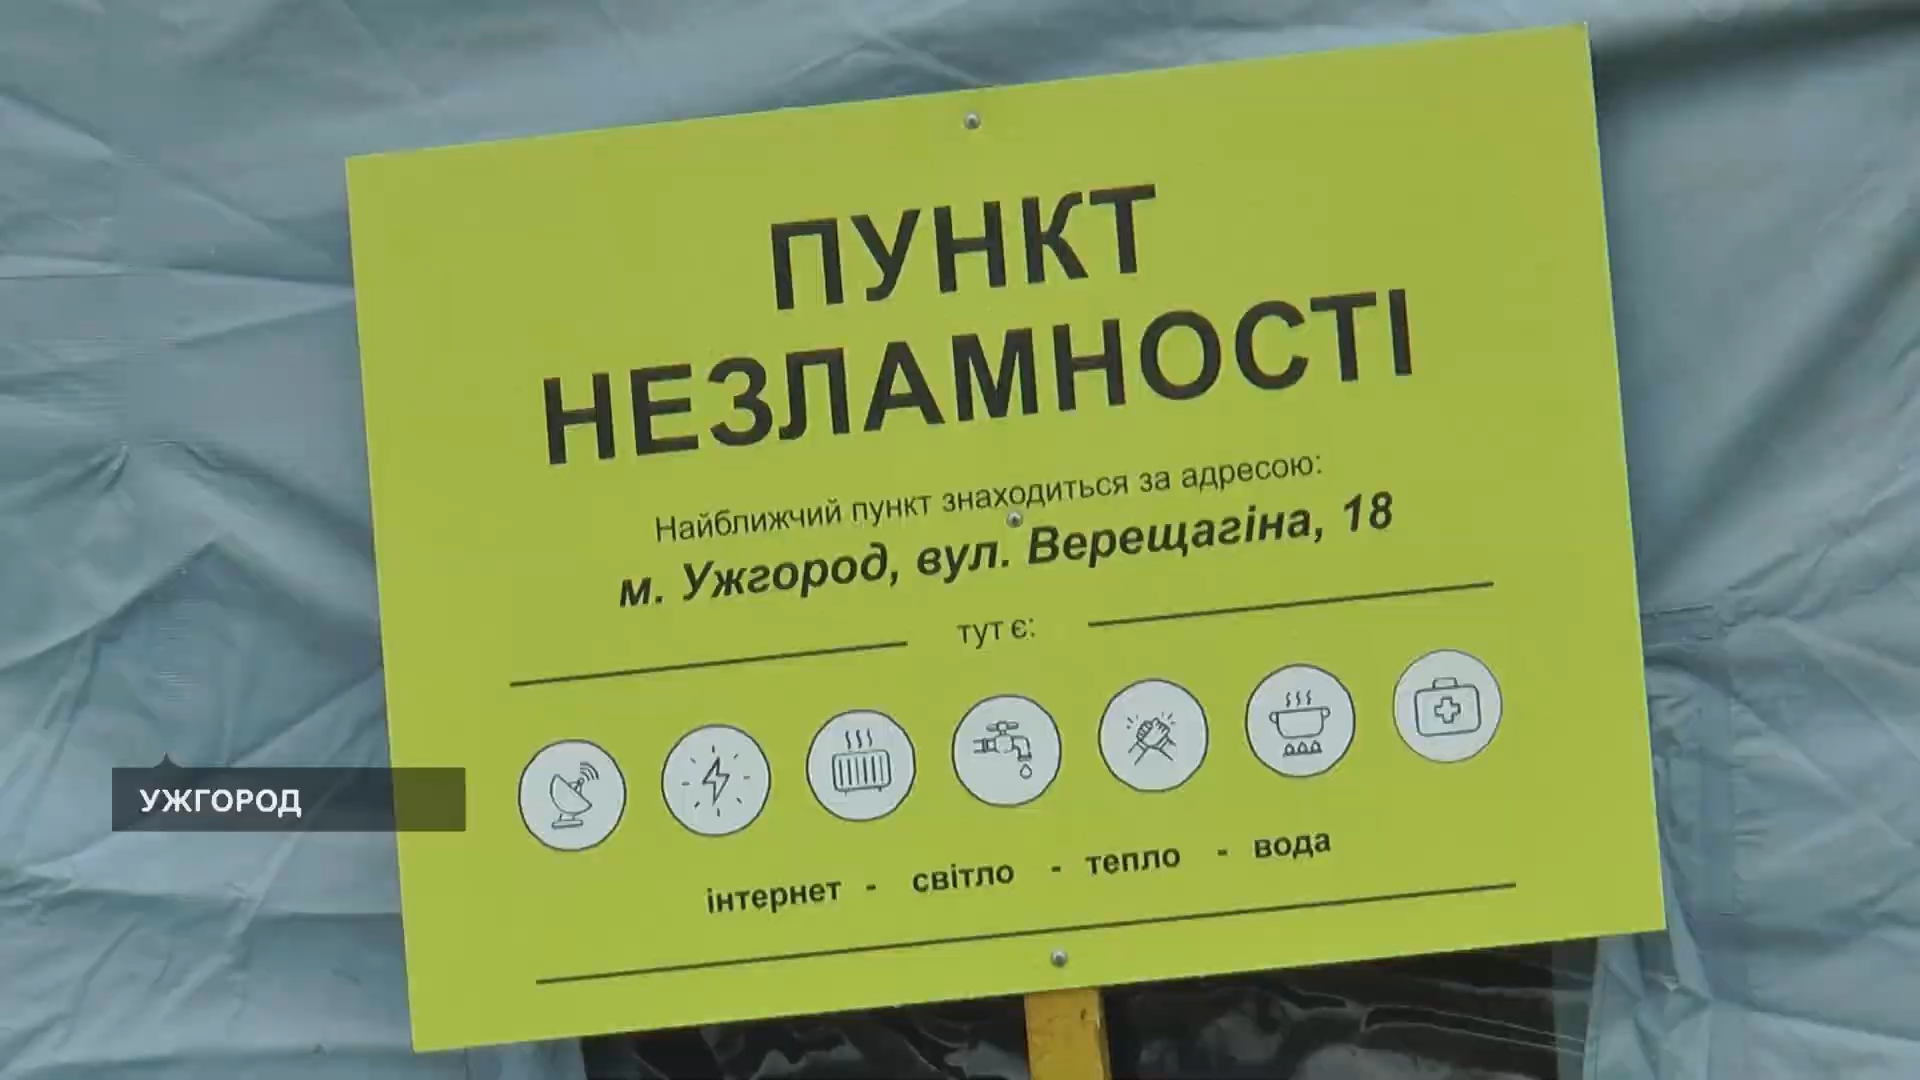 ПУНКТ
НЕЗЛАМНОСТІ
Найближчий пункт знаходиться за адресою:
м. Ужгород, вул. Верещагіна, 18
тут є:
інтернет - світло - тепло - вода
УЖГОРОД